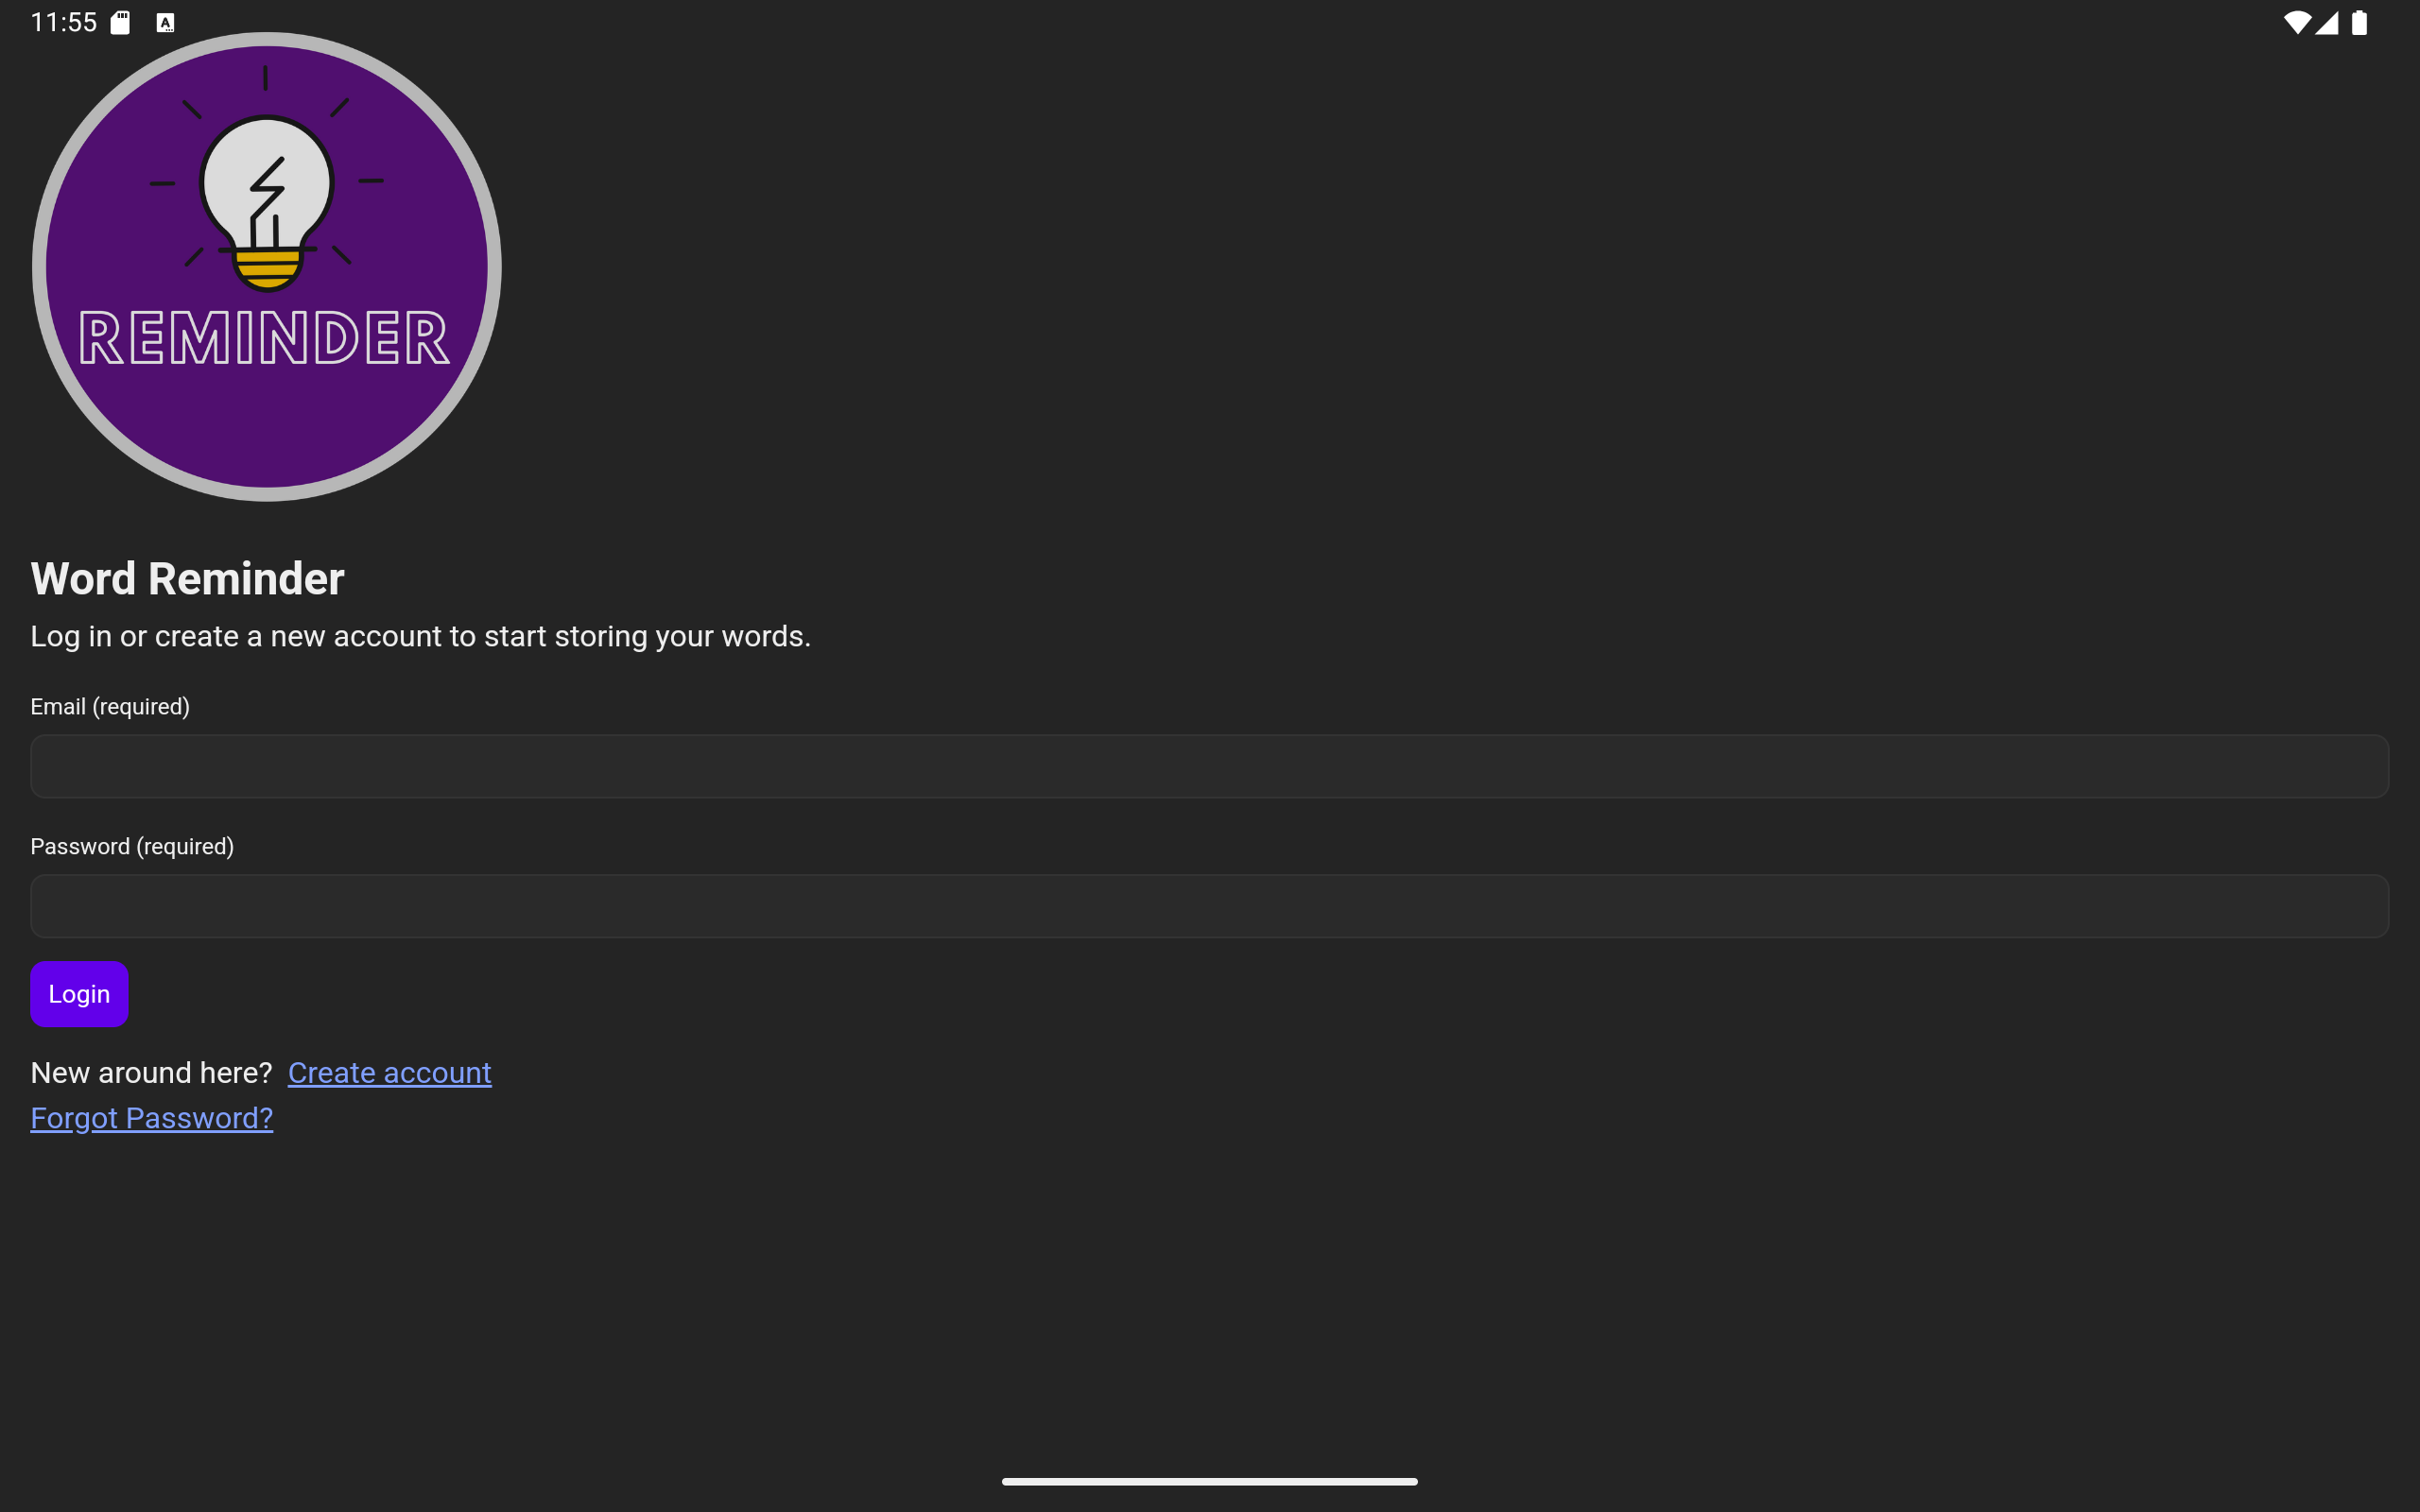 11:55
REMINDER
Word Reminder
Log in or create a new account to start storing your words.
Email (required)
Password (required)
Login
New around here? Create account
Forgot Password?